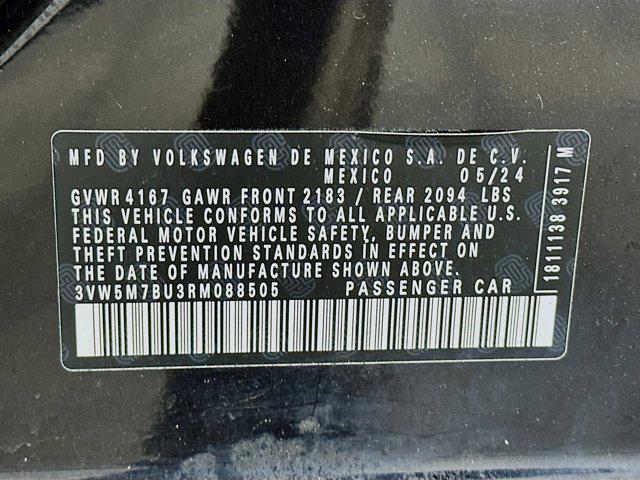 MFD BY VOLKSWAGEN DE MEXICO S.A. DE C.V.
MEXICO 05/24
GVWR 4167 GAWR FRONT 2183 / REAR 2094 LBS
THIS VEHICLE CONFORMS TO ALL APPLICABLE U.S.
FEDERAL MOTOR VEHICLE SAFETY, BUMPER AND
THEFT PREVENTION STANDARDS IN EFFECT ON
THE DATE OF MANUFACTURE SHOWN ABOVE.
3VW5M7BU3RM088505 PASSENGER CAR
1811138 3917 M